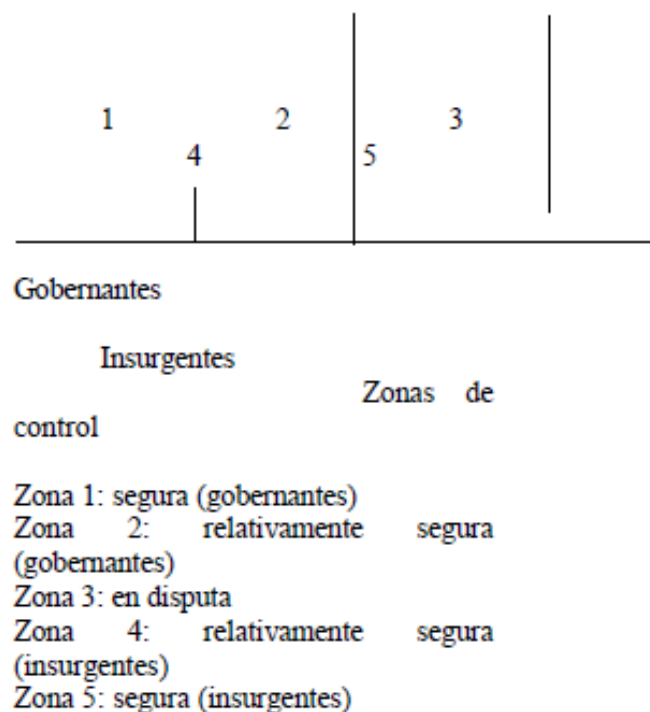 1 2 3
4 5
Gobernantes
Insurgentes
Zonas de
control
Zona 1: segura (gobernantes)
Zona 2: relativamente segura
(gobernantes)
Zona 3: en disputa
Zona 4: relativamente segura
(insurgentes)
Zona 5: segura (insurgentes)